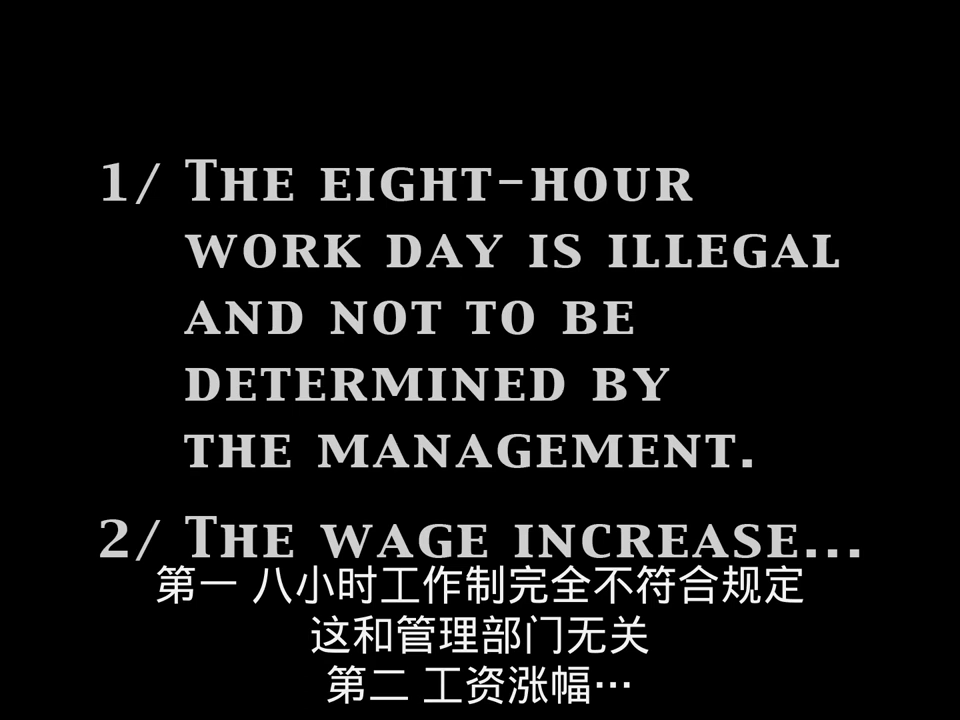 1/ The eight-hour
work day is illegal
and not to be
determined by
the management.
2/ The wage increase...
第一 八小时工作制完全不符合规定
这和管理部门无关
第二 工资涨幅…